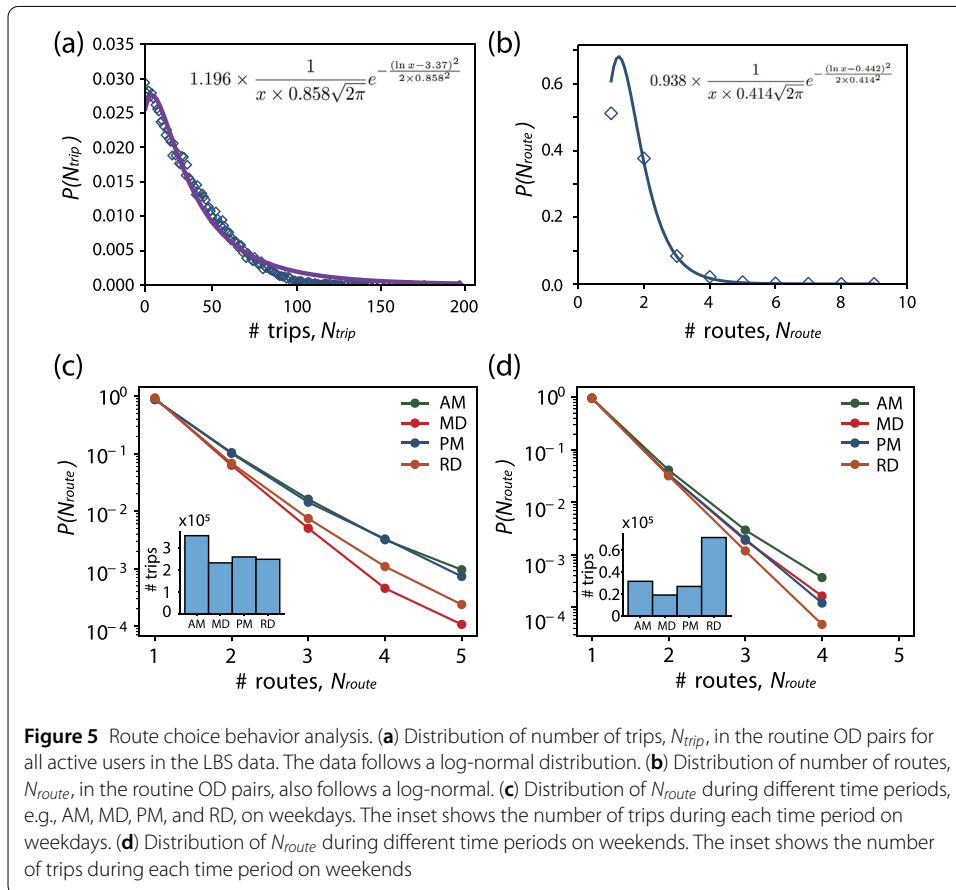 (a)
0.035
0.030
0.025
0.020
0.015
0.010
0.005
0.000
P(N_trip)
1.196 × 1/(x × 0.858√2π) e^−(ln x−3.37)²/(2×0.858²)
0
50
100
150
200
# trips, N_trip
(b)
0.6
0.4
0.2
0.0
P(N_route)
0.938 × 1/(x × 0.414√2π) e^−(ln x−0.442)²/(2×0.414²)
0
2
4
6
8
10
# routes, N_route
(c)
10⁰
10⁻¹
10⁻²
10⁻³
10⁻⁴
P(N_route)
AM
MD
PM
RD
x10⁵
3
2
1
0
# trips
AM MD PM RD
1 2 3 4 5
# routes, N_route
(d)
10⁰
10⁻¹
10⁻²
10⁻³
10⁻⁴
P(N_route)
AM
MD
PM
RD
x10⁵
0.6
0.4
0.2
0
# trips
AM MD PM RD
1 2 3 4 5
# routes, N_route
Figure 5 Route choice behavior analysis. (a) Distribution of number of trips, N_trip, in the routine OD pairs for
all active users in the LBS data. The data follows a log-normal distribution. (b) Distribution of number of routes,
N_route, in the routine OD pairs, also follows a log-normal. (c) Distribution of N_route during different time periods,
e.g., AM, MD, PM, and RD, on weekdays. The inset shows the number of trips during each time period on
weekdays. (d) Distribution of N_route during different time periods on weekends. The inset shows the number
of trips during each time period on weekends